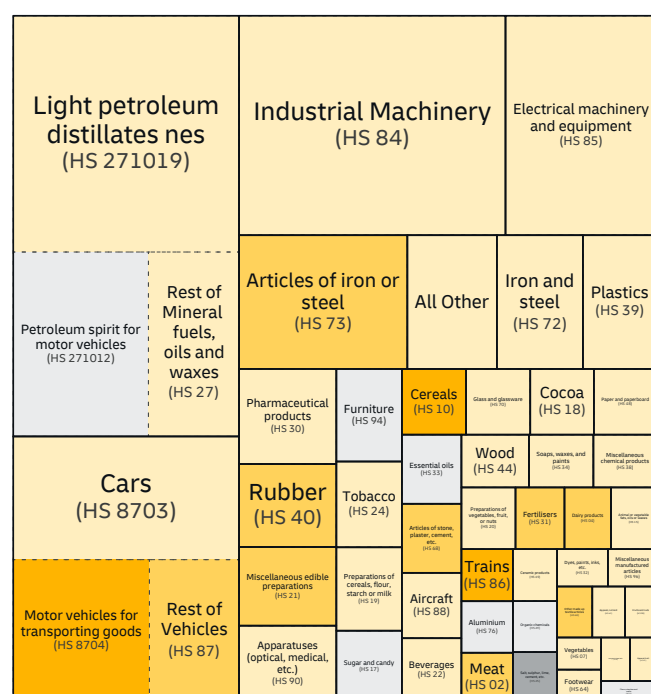 Light petroleum
distillates nes
(HS 271019)
Industrial Machinery
(HS 84)
Electrical machinery
and equipment
(HS 85)
Petroleum spirit for
motor vehicles
(HS 271012)
Rest of
Mineral
fuels,
oils and
waxes
(HS 27)
Articles of iron or
steel
(HS 73)
All Other
Iron and
steel
(HS 72)
Plastics
(HS 39)
Pharmaceutical
products
(HS 30)
Furniture
(HS 94)
Cereals
(HS 10)
Glass and glassware
(HS 70)
Cocoa
(HS 18)
Paper and paperboard
(HS 48)
Cars
(HS 8703)
Rubber
(HS 40)
Tobacco
(HS 24)
Essential oils
(HS 33)
Wood
(HS 44)
Soaps, waxes, and
paints
(HS 34)
Miscellaneous
chemical products
(HS 38)
Articles of stone,
plaster, cement,
etc.
(HS 68)
Preparations of
vegetables, fruit,
or nuts
(HS 20)
Fertilisers
(HS 31)
Dairy products
(HS 04)
Motor vehicles for
transporting goods
(HS 8704)
Rest of
Vehicles
(HS 87)
Miscellaneous edible
preparations
(HS 21)
Preparations of
cereals, flour,
starch or milk
(HS 19)
Aircraft
(HS 88)
Trains
(HS 86)
Ceramic products
Dyes, paints, inks,
etc.
(HS 32)
Miscellaneous
manufactured
articles
(HS 96)
Aluminium
(HS 76)
Organic chemicals
Apparatuses
(optical, medical,
etc.)
(HS 90)
Sugar and candy
(HS 17)
Beverages
(HS 22)
Meat
(HS 02)
Vegetables
(HS 07)
Footwear
(HS 64)